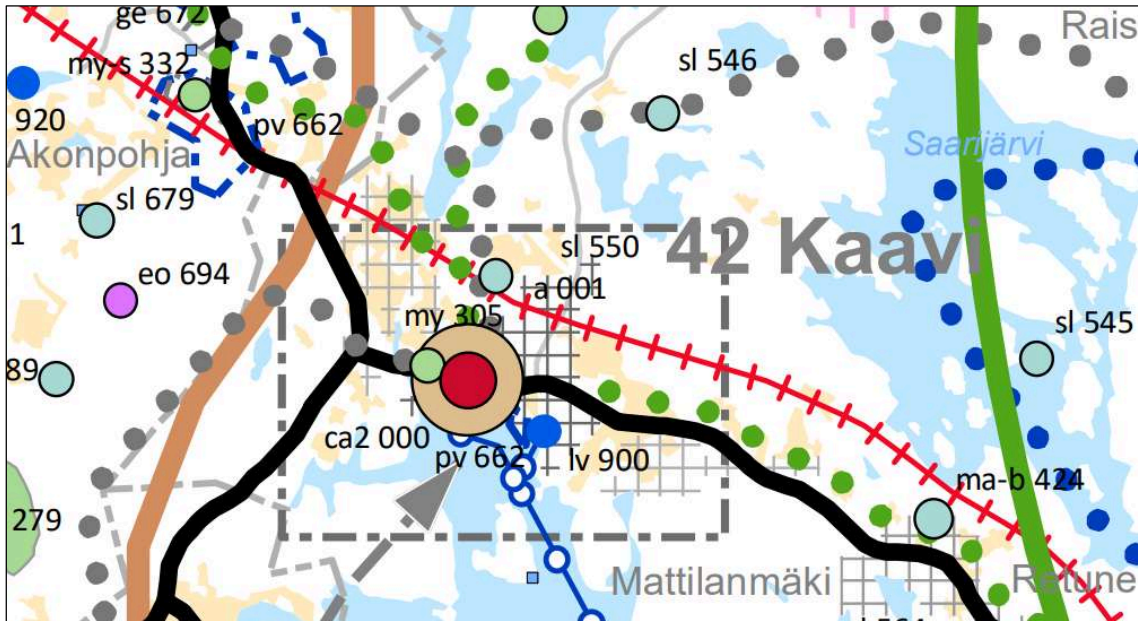 ge 672
Rais
my-s 332
sl 546
920
pv 662
Akonpohja
Saarijärvi
sl 679
1
sl 550
42 Kaavi
eo 694
a 001
my 305
sl 545
89
ca2 000
pv 662
lv 900
ma-b 424
279
Mattilanmäki
Retune